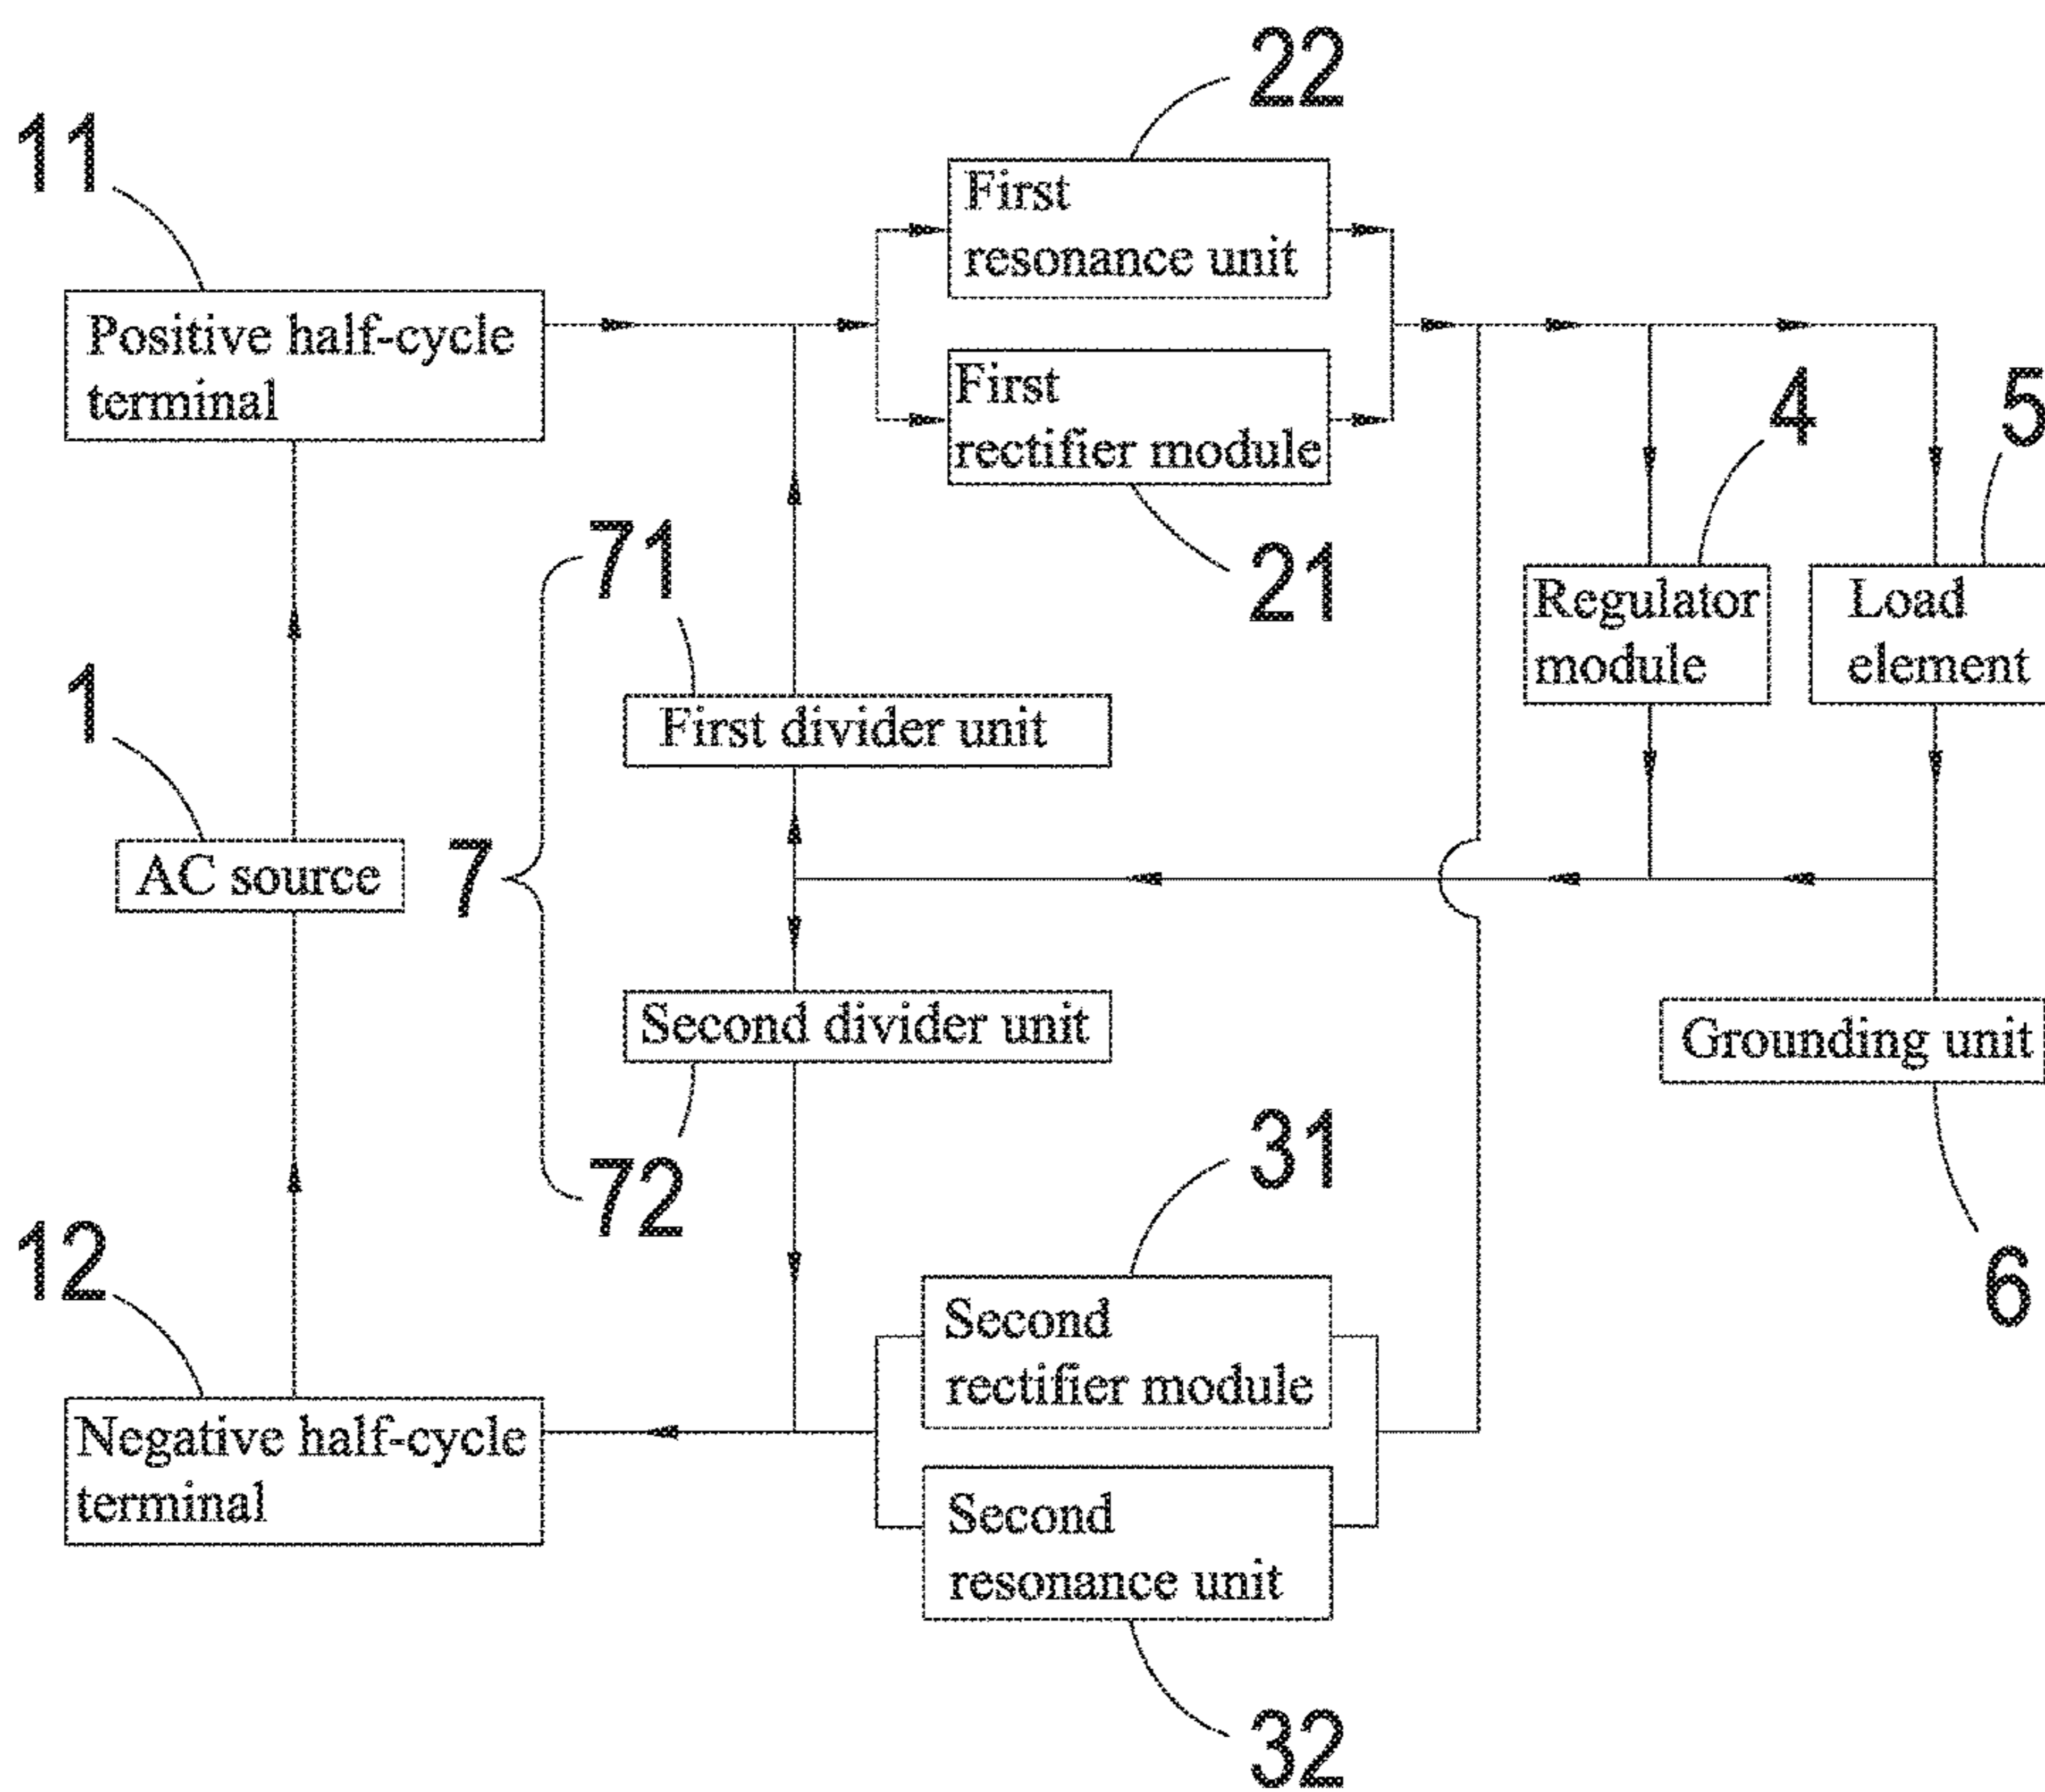 22
11
First
resonance unit
Positive half-cycle
terminal
First
rectifier module
4
5
71
21
Regulator
module
Load
element
1
First divider unit
AC source
7
Second divider unit
Grounding unit
31
72
12
6
Second
rectifier module
Negative half-cycle
terminal
Second
resonance unit
32